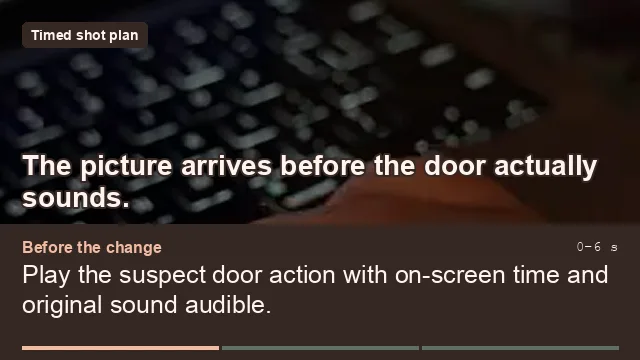 Timed shot plan
The picture arrives before the door actually
sounds.
Before the change
0–6 s
Play the suspect door action with on-screen time and
original sound audible.